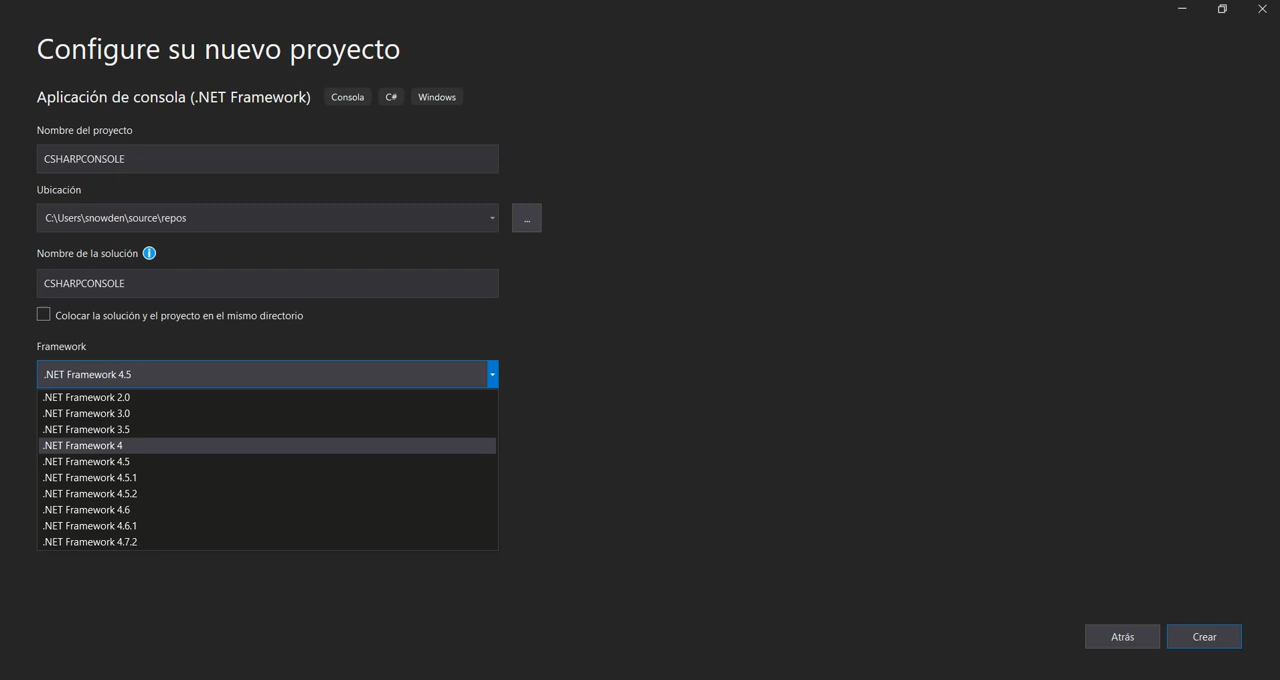 Configure su nuevo proyecto
Aplicación de consola (.NET Framework) Consola C# Windows
Nombre del proyecto
CSHARPCONSOLE
Ubicación
C:\Users\snowden\source\repos ...
Nombre de la solución i
CSHARPCONSOLE
Colocar la solución y el proyecto en el mismo directorio
Framework
.NET Framework 4.5
.NET Framework 2.0
.NET Framework 3.0
.NET Framework 3.5
.NET Framework 4
.NET Framework 4.5
.NET Framework 4.5.1
.NET Framework 4.5.2
.NET Framework 4.6
.NET Framework 4.6.1
.NET Framework 4.7.2
Atrás Crear